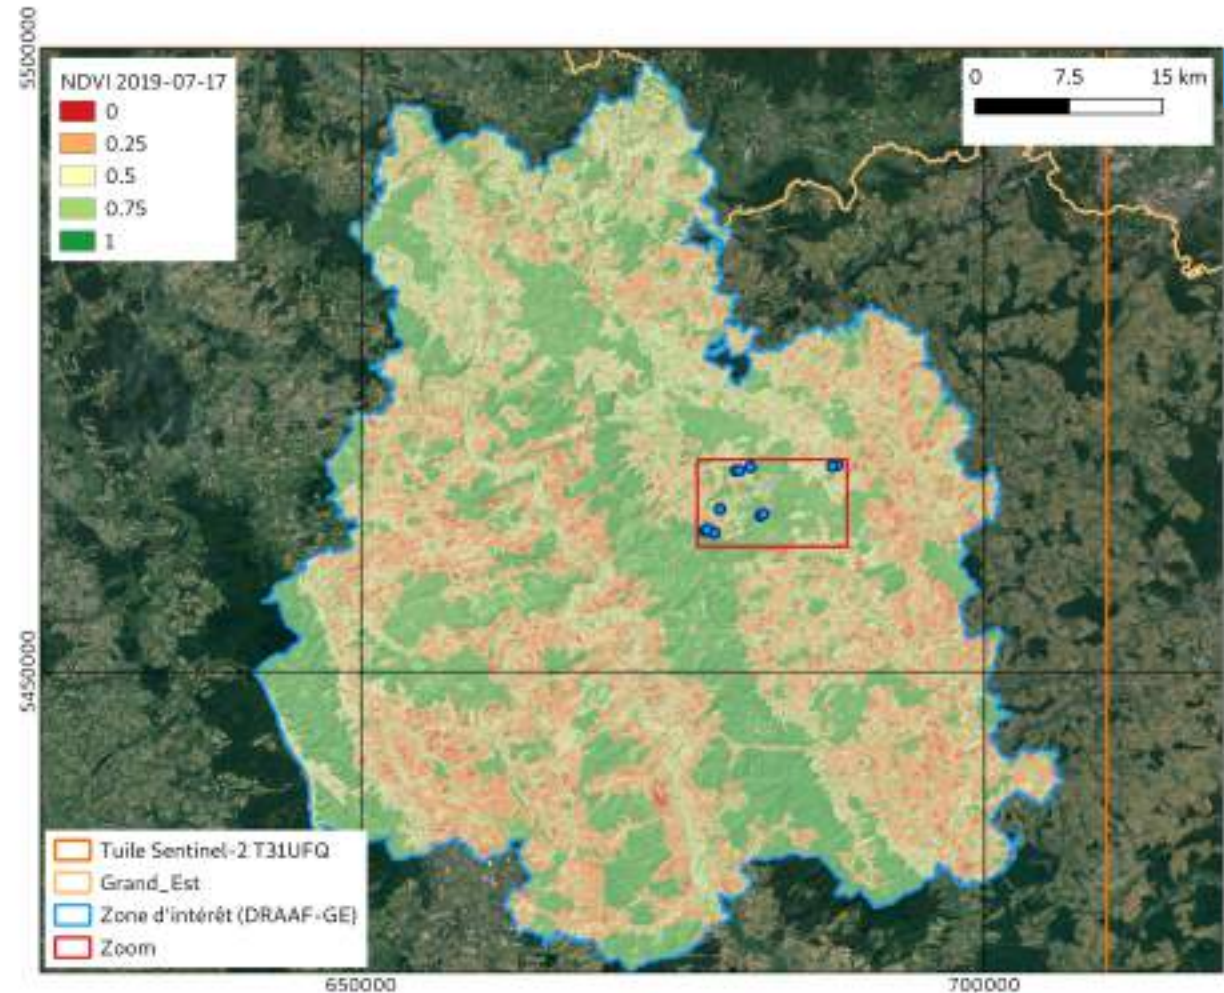 5500000
NDVI 2019-07-17
0
0.25
0.5
0.75
1
0 7.5 15 km
5450000
Tuile Sentinel-2 T31UFQ
Grand_Est
Zone d'intérêt (DRAAF-GE)
Zoom
650000 700000